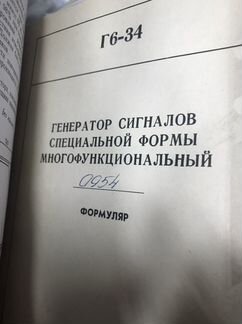 Г6-34
ГЕНЕРАТОР СИГНАЛОВ
СПЕЦИАЛЬНОЙ ФОРМЫ
МНОГОФУНКЦИОНАЛЬНЫЙ
0954
ФОРМУЛЯР